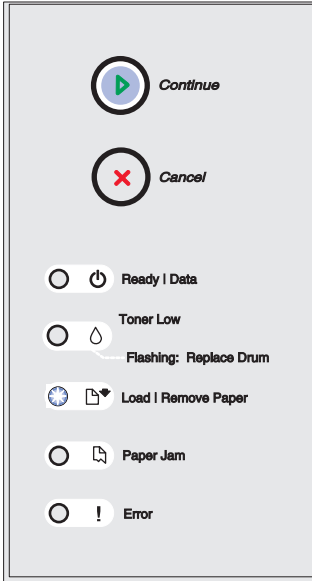 Continue
Cancel
Ready | Data
Toner Low
Flashing: Replace Drum
Load | Remove Paper
Paper Jam
! Error